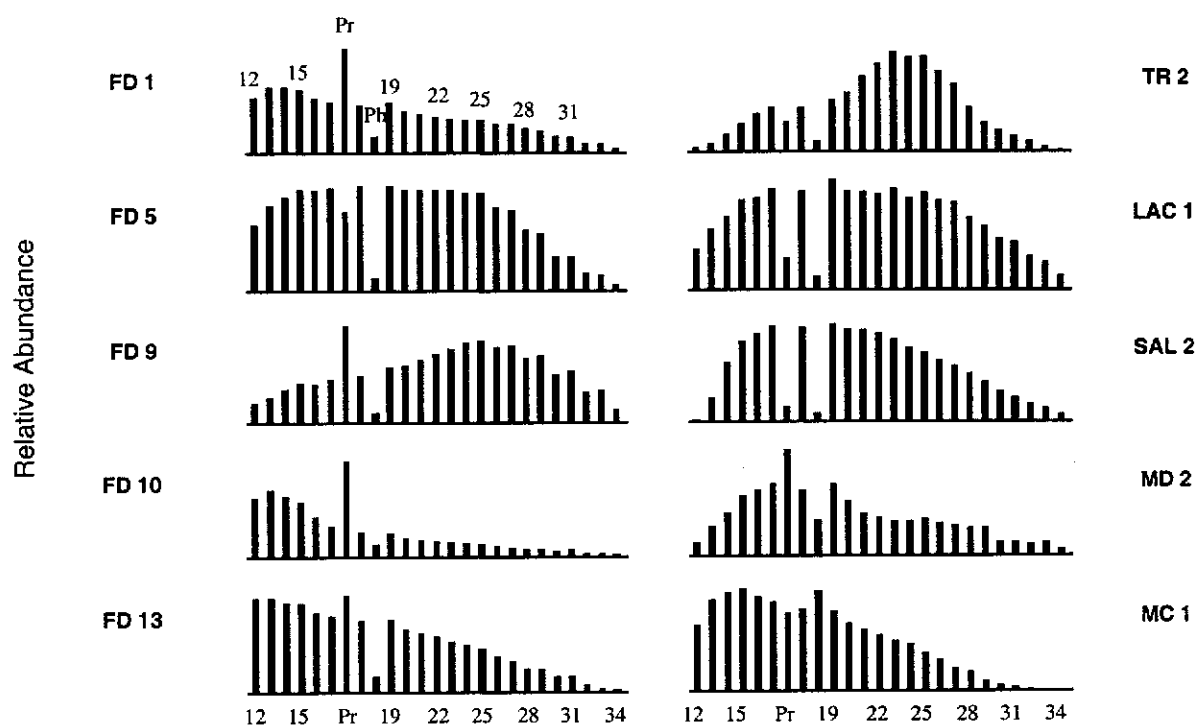 Relative Abundance
FD 1
12 15 Pr Ph 19 22 25 28 31
FD 5
FD 9
FD 10
FD 13
12 15 Pr 19 22 25 28 31 34
TR 2
LAC 1
SAL 2
MD 2
MC 1
12 15 Pr 19 22 25 28 31 34